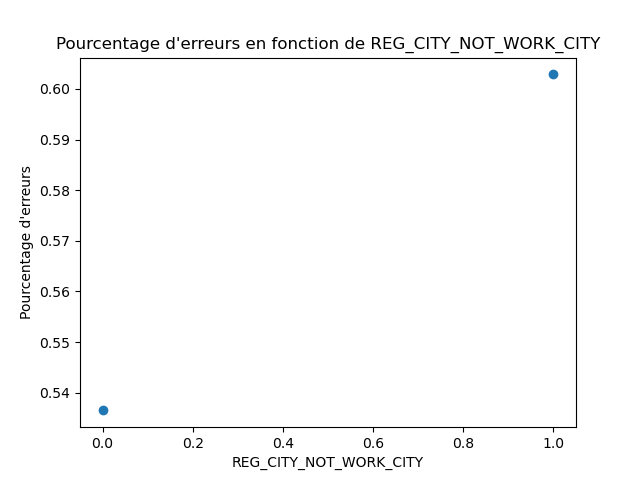 Pourcentage d'erreurs en fonction de REG_CITY_NOT_WORK_CITY
0.60
0.59
0.58
0.57
0.56
0.55
0.54
Pourcentage d'erreurs
0.0 0.2 0.4 0.6 0.8 1.0
REG_CITY_NOT_WORK_CITY